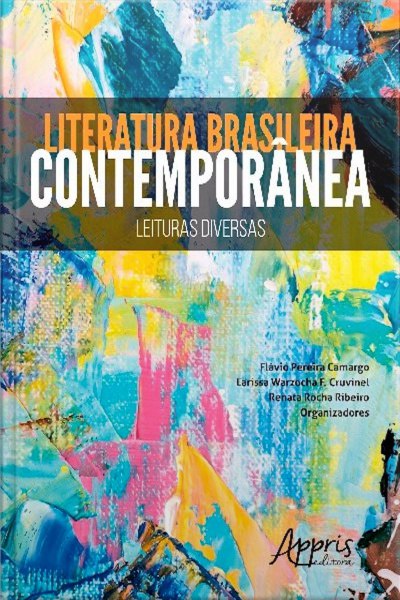 LITERATURA BRASILEIRA
CONTEMPORÂNEA
LEITURAS DIVERSAS
Flávio Pereira Camargo
Larissa Warzocha F. Cruvinel
Renata Rocha Ribeiro
Organizadores
Appris
editora